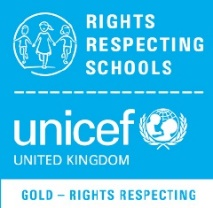 RIGHTS
RESPECTING
SCHOOLS
unicef
UNITED KINGDOM
GOLD – RIGHTS RESPECTING